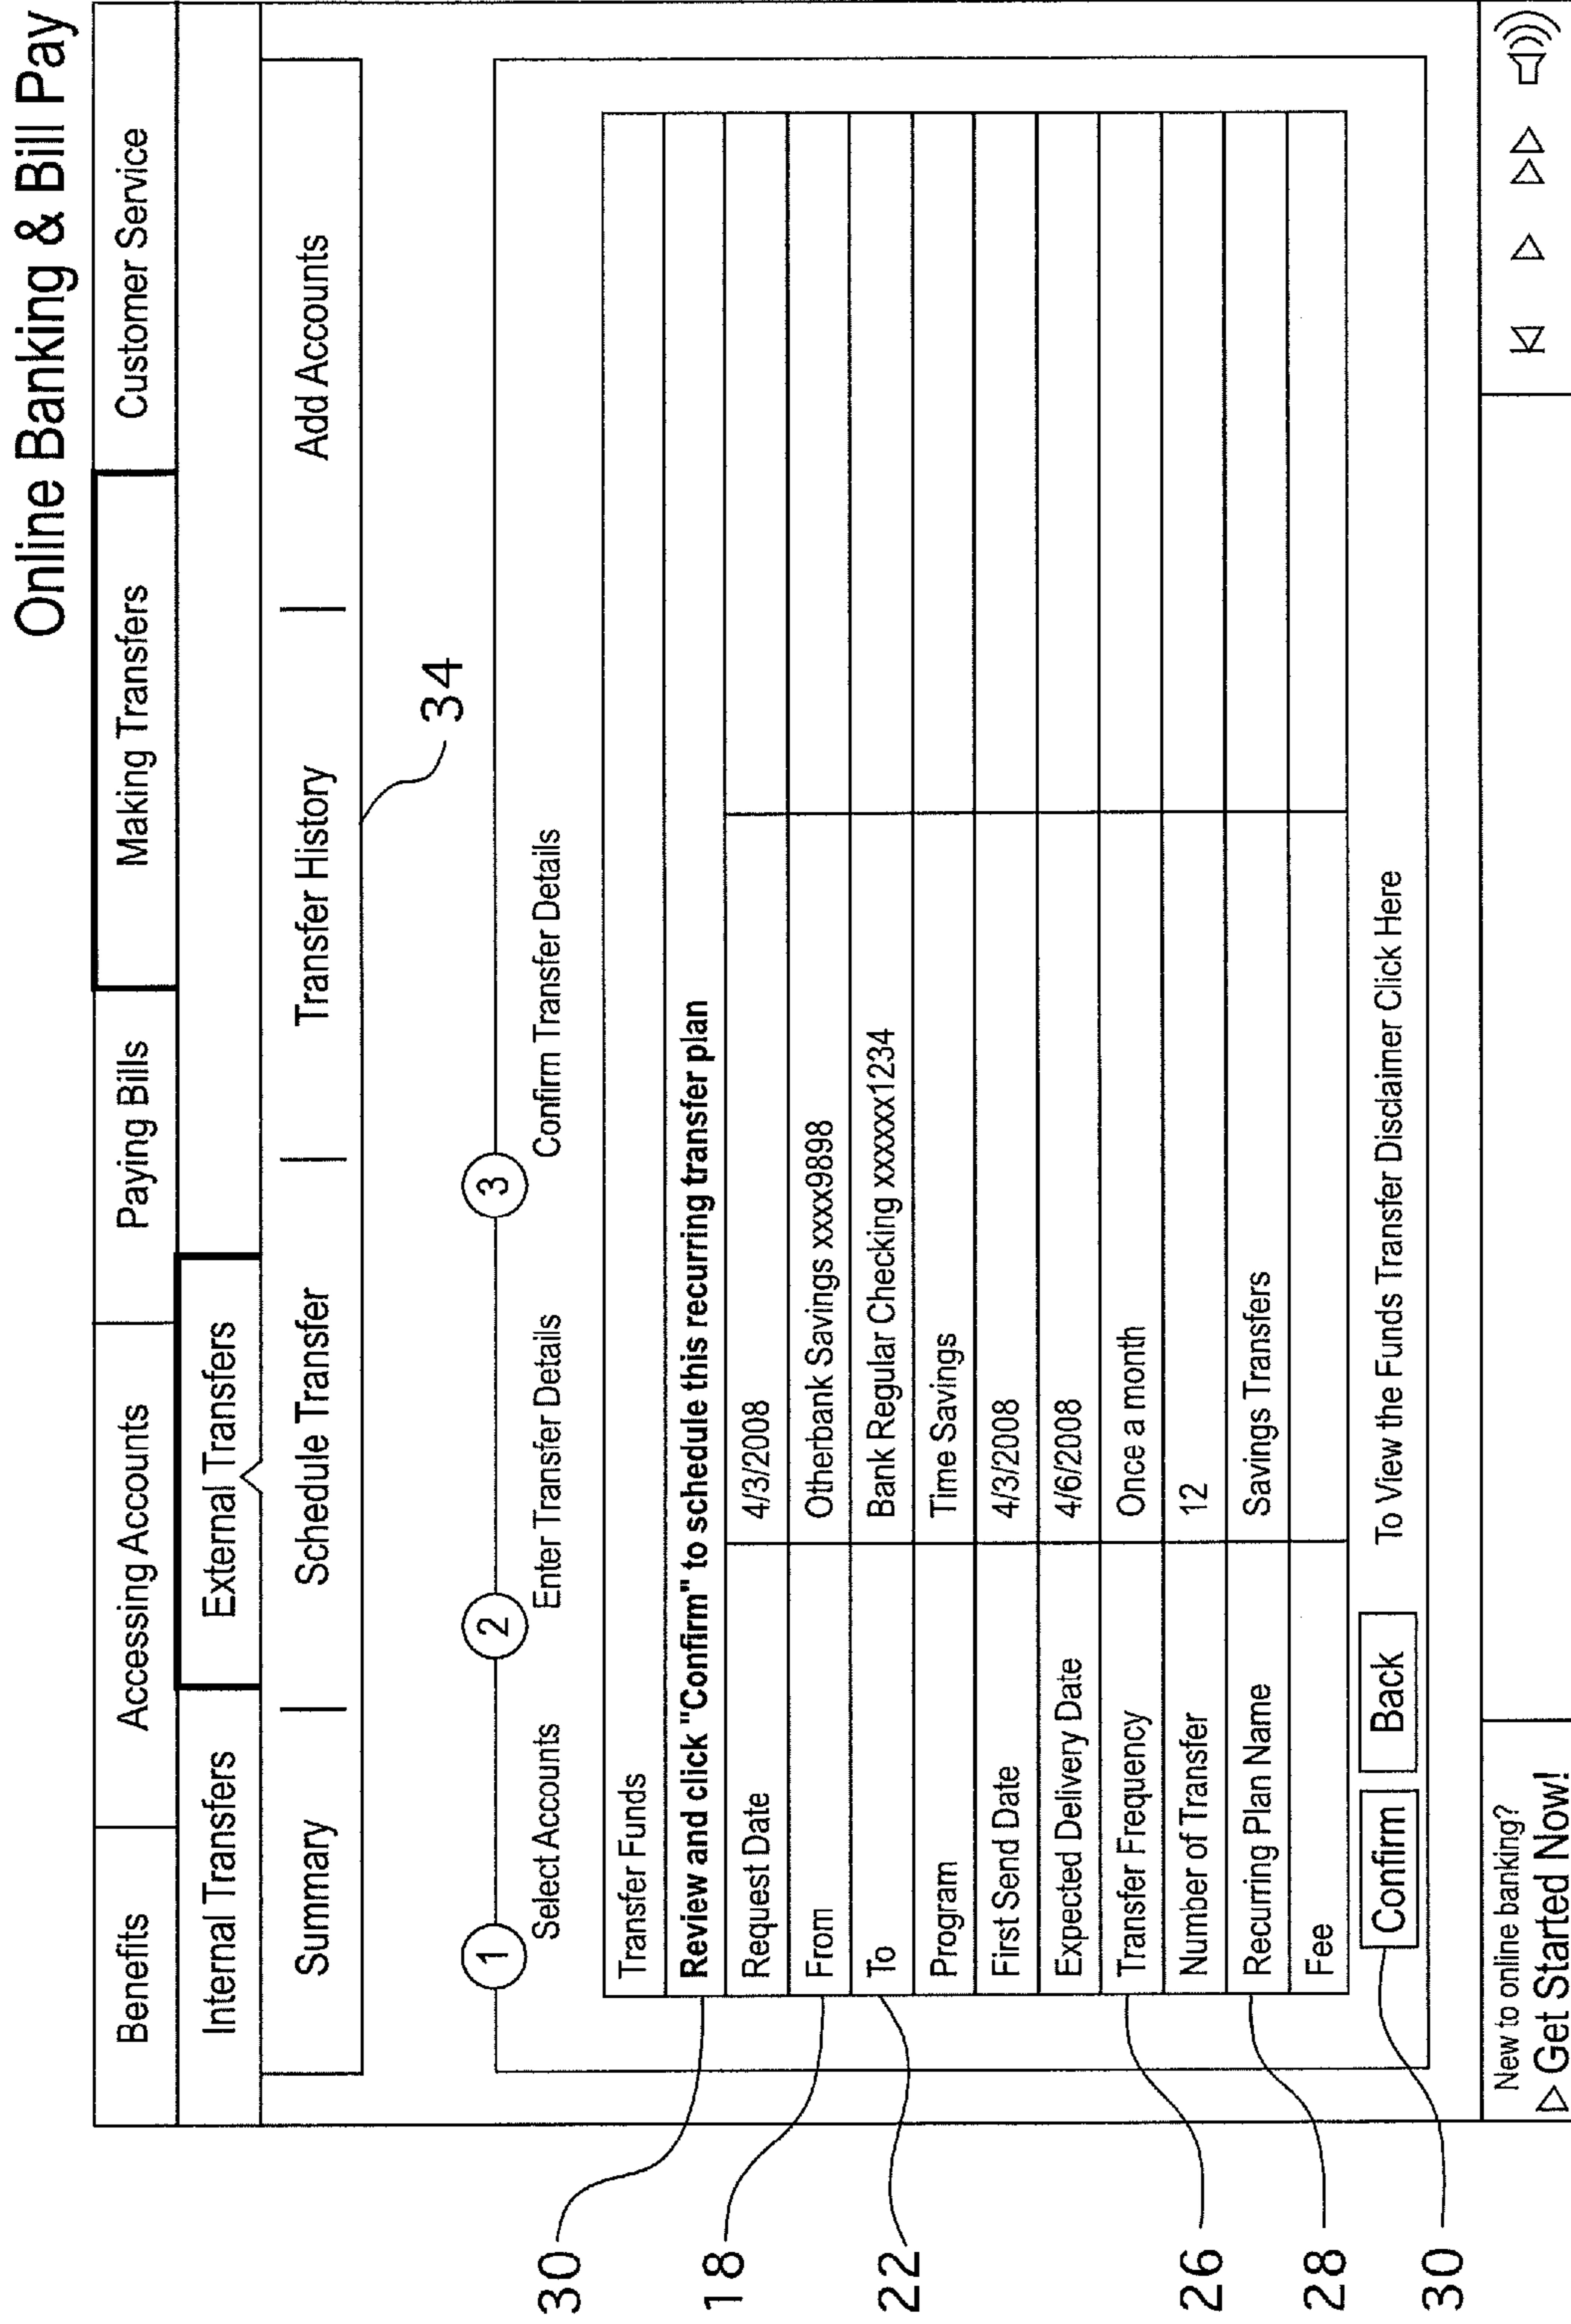 Online Banking & Bill Pay
Benefits Accessing Accounts Paying Bills Making Transfers Customer Service
Internal Transfers External Transfers
Summary Schedule Transfer Transfer History Add Accounts
34
1 2 3
Select Accounts Enter Transfer Details Confirm Transfer Details
Transfer Funds
30 Review and click "Confirm" to schedule this recurring transfer plan
Request Date 4/3/2008
18 From Otherbank Savings xxxx9898
22 To Bank Regular Checking xxxxxx1234
Program Time Savings
First Send Date 4/3/2008
Expected Delivery Date 4/6/2008
26 Transfer Frequency Once a month
Number of Transfer 12
28 Recurring Plan Name Savings Transfers
Fee
30 Confirm Back To View the Funds Transfer Disclaimer Click Here
New to online banking?
Get Started Now!